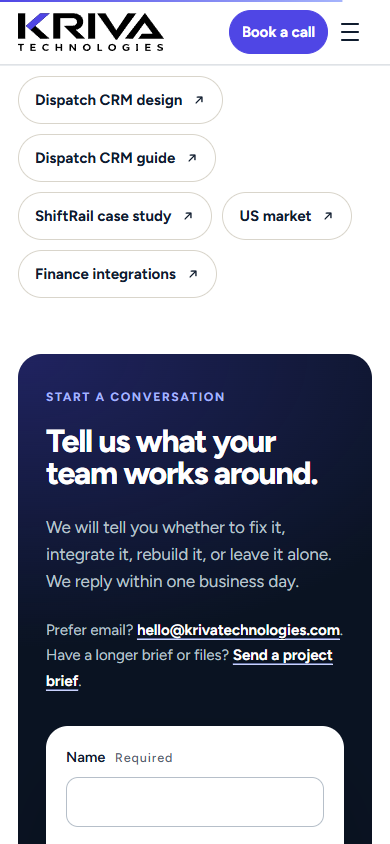 KRIVA
TECHNOLOGIES
Book a call
Dispatch CRM design
Dispatch CRM guide
ShiftRail case study
US market
Finance integrations
START A CONVERSATION
Tell us what your
team works around.
We will tell you whether to fix it,
integrate it, rebuild it, or leave it alone.
We reply within one business day.
Prefer email? hello@krivatechnologies.com.
Have a longer brief or files? Send a project
brief.
Name Required